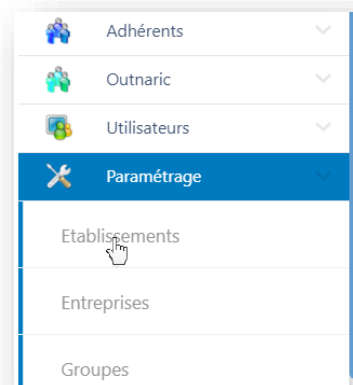 Adhérents
Outnaric
Utilisateurs
Paramétrage
Etablissements
Entreprises
Groupes